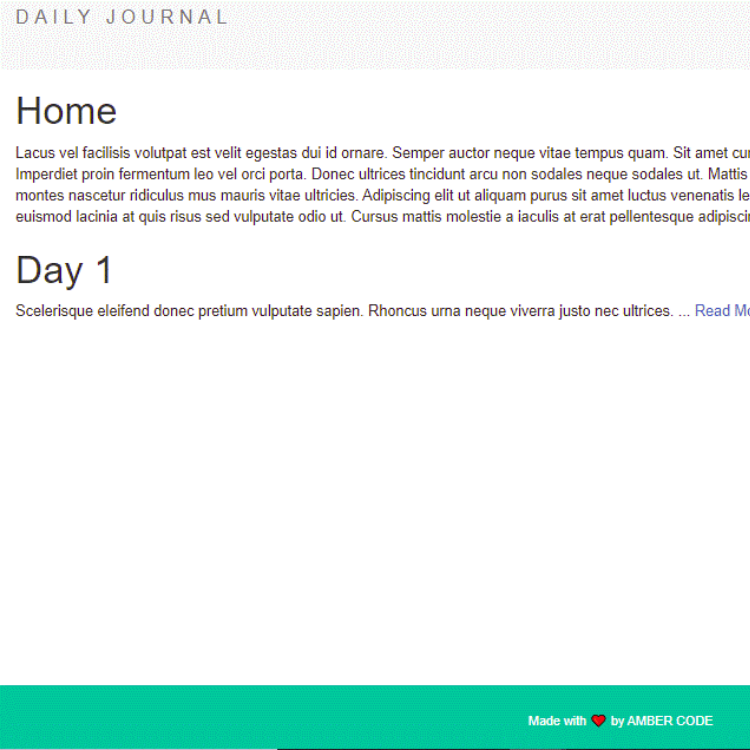 DAILY JOURNAL
Home
Lacus vel facilisis volutpat est velit egestas dui id ornare. Semper auctor neque vitae tempus quam. Sit amet
Imperdiet proin fermentum leo vel orci porta. Donec ultrices tincidunt arcu non sodales neque sodales ut. Mattis
montes nascetur ridiculus mus mauris vitae ultricies. Adipiscing elit ut aliquam purus sit amet luctus venenatis
euismod lacinia at quis risus sed vulputate odio ut. Cursus mattis molestie a iaculis at erat pellentesque
Day 1
Scelerisque eleifend donec pretium vulputate sapien. Rhoncus urna neque viverra justo nec ultrices. ... Read
Made with ❤ by AMBER CODE